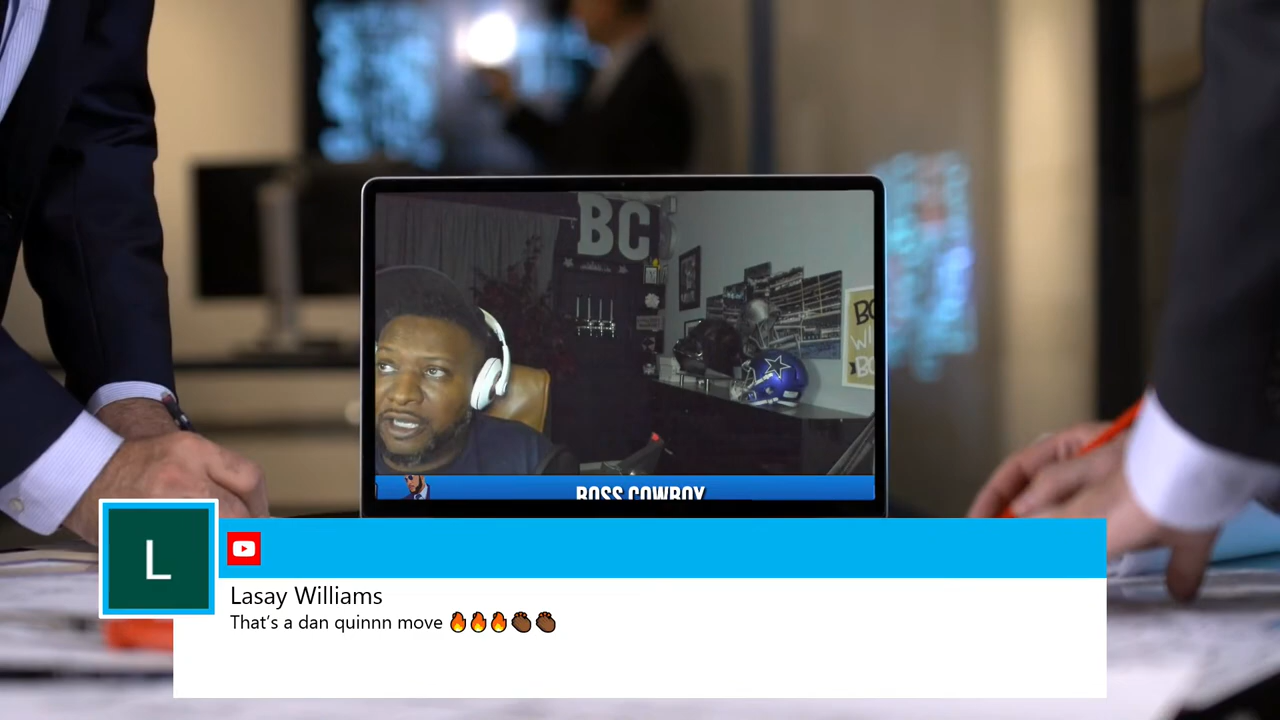 BC
BOSS COWBOY
L
Lasay Williams
That's a dan quinnn move 🔥🔥🔥👏🏾👏🏾